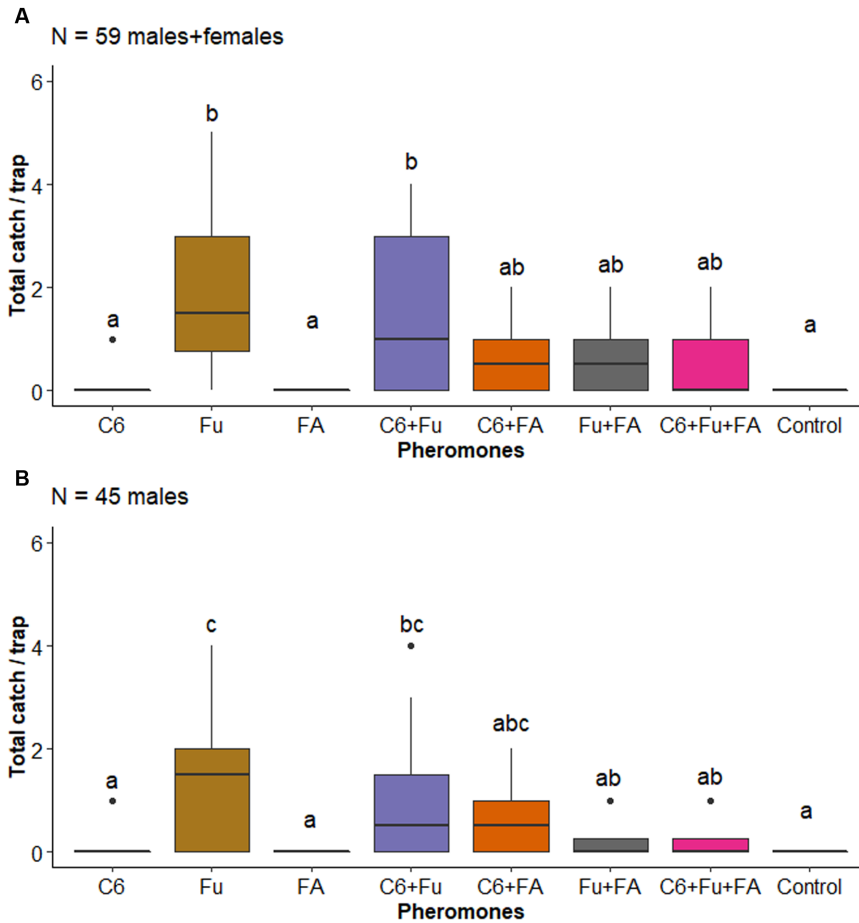 A
N = 59 males+females
Total catch / trap
6
4
2
0
a
b
a
b
ab
ab
ab
a
C6 Fu FA C6+Fu C6+FA Fu+FA C6+Fu+FA Control
Pheromones
B
N = 45 males
Total catch / trap
6
4
2
0
a
c
a
bc
abc
ab
ab
a
C6 Fu FA C6+Fu C6+FA Fu+FA C6+Fu+FA Control
Pheromones